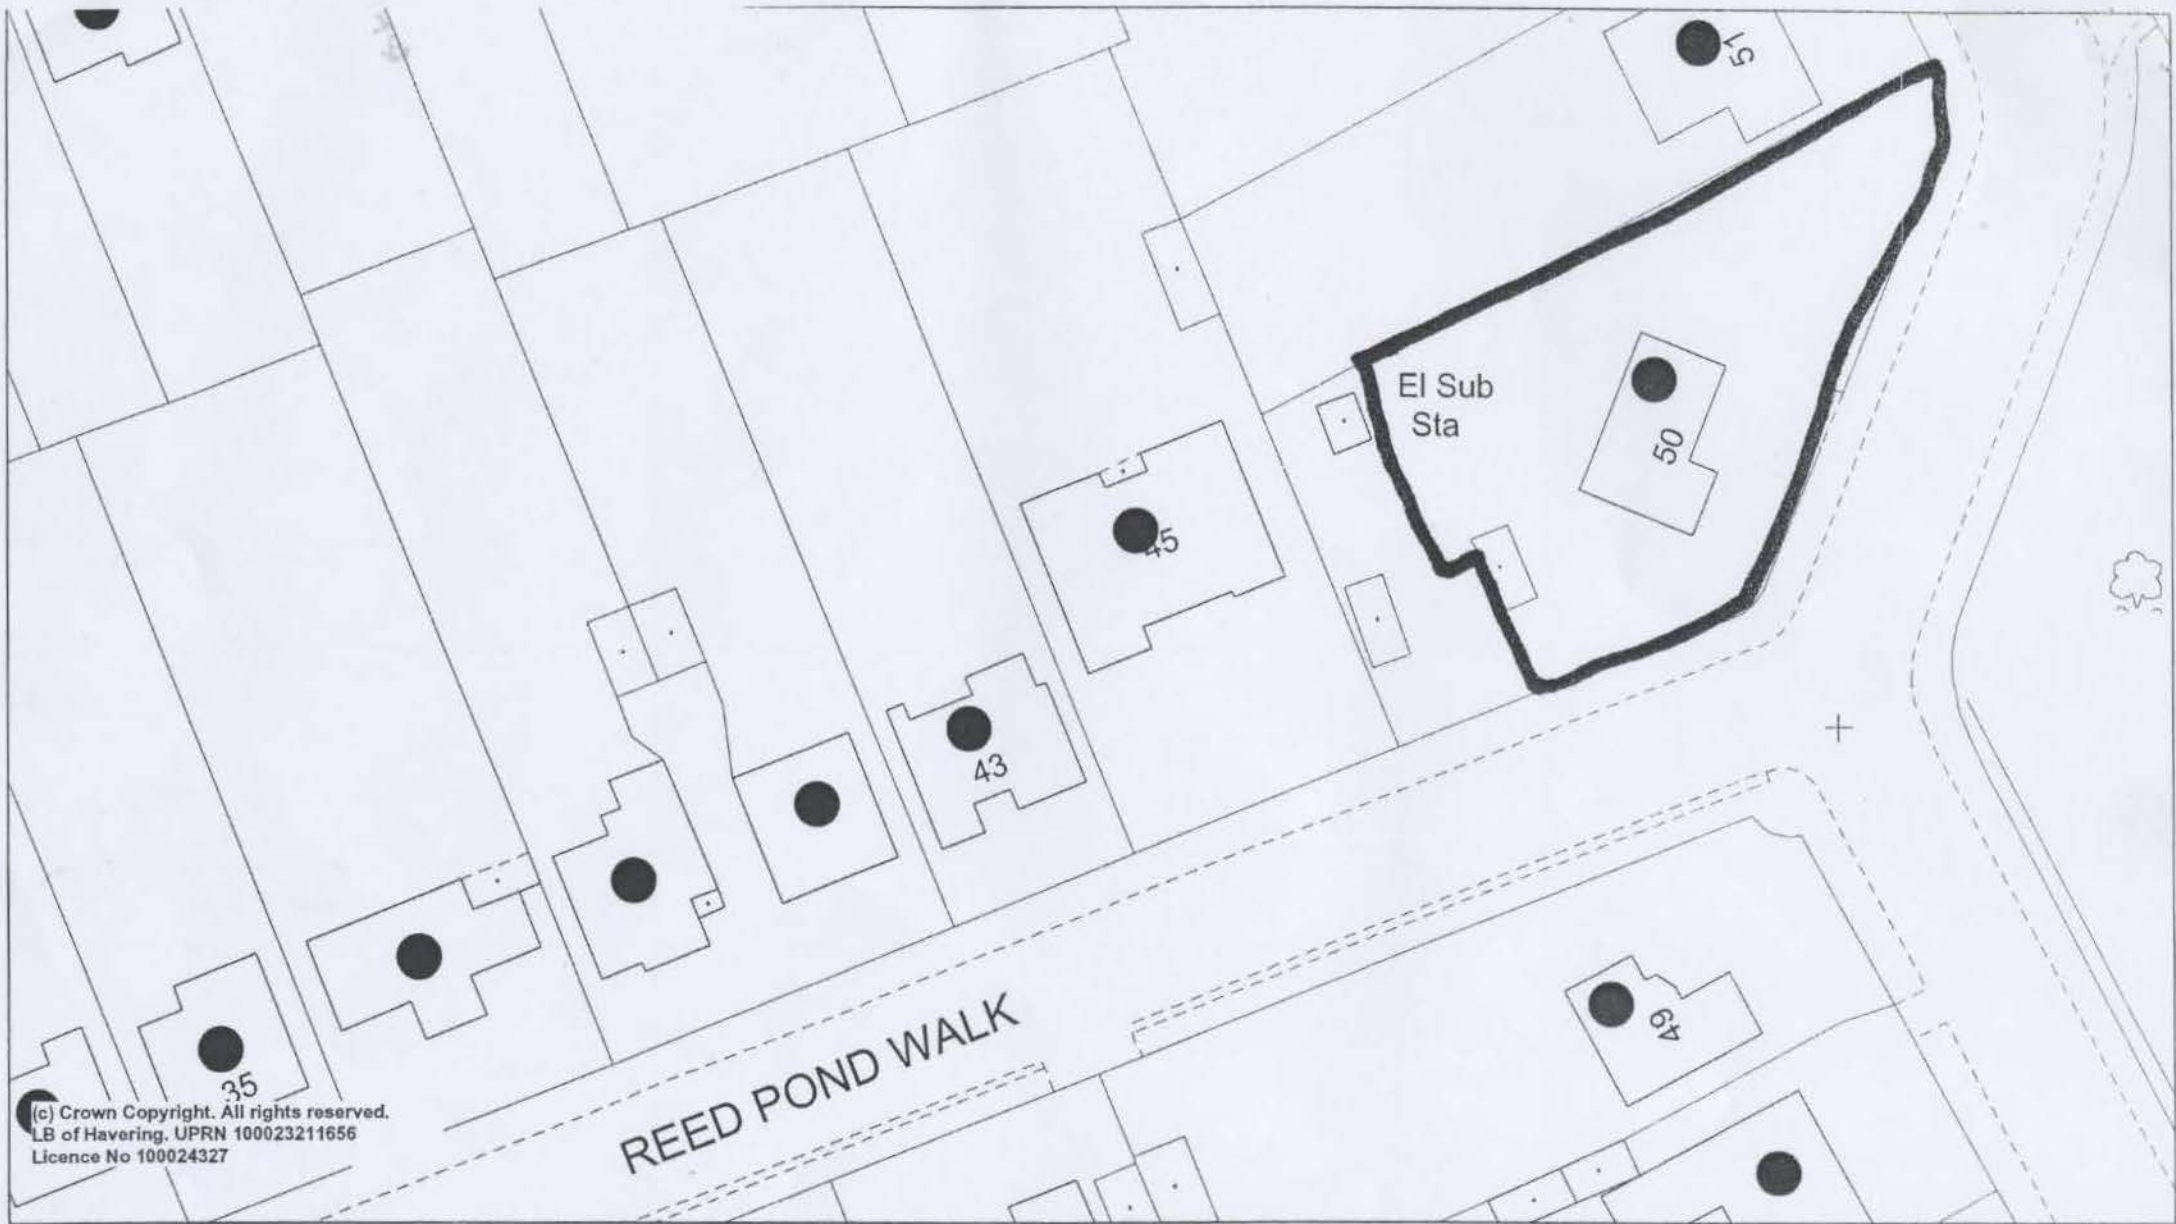 51
El Sub
Sta
50
45
43
49
35
REED POND WALK
(c) Crown Copyright. All rights reserved.
LB of Havering. UPRN 100023211656
Licence No 100024327